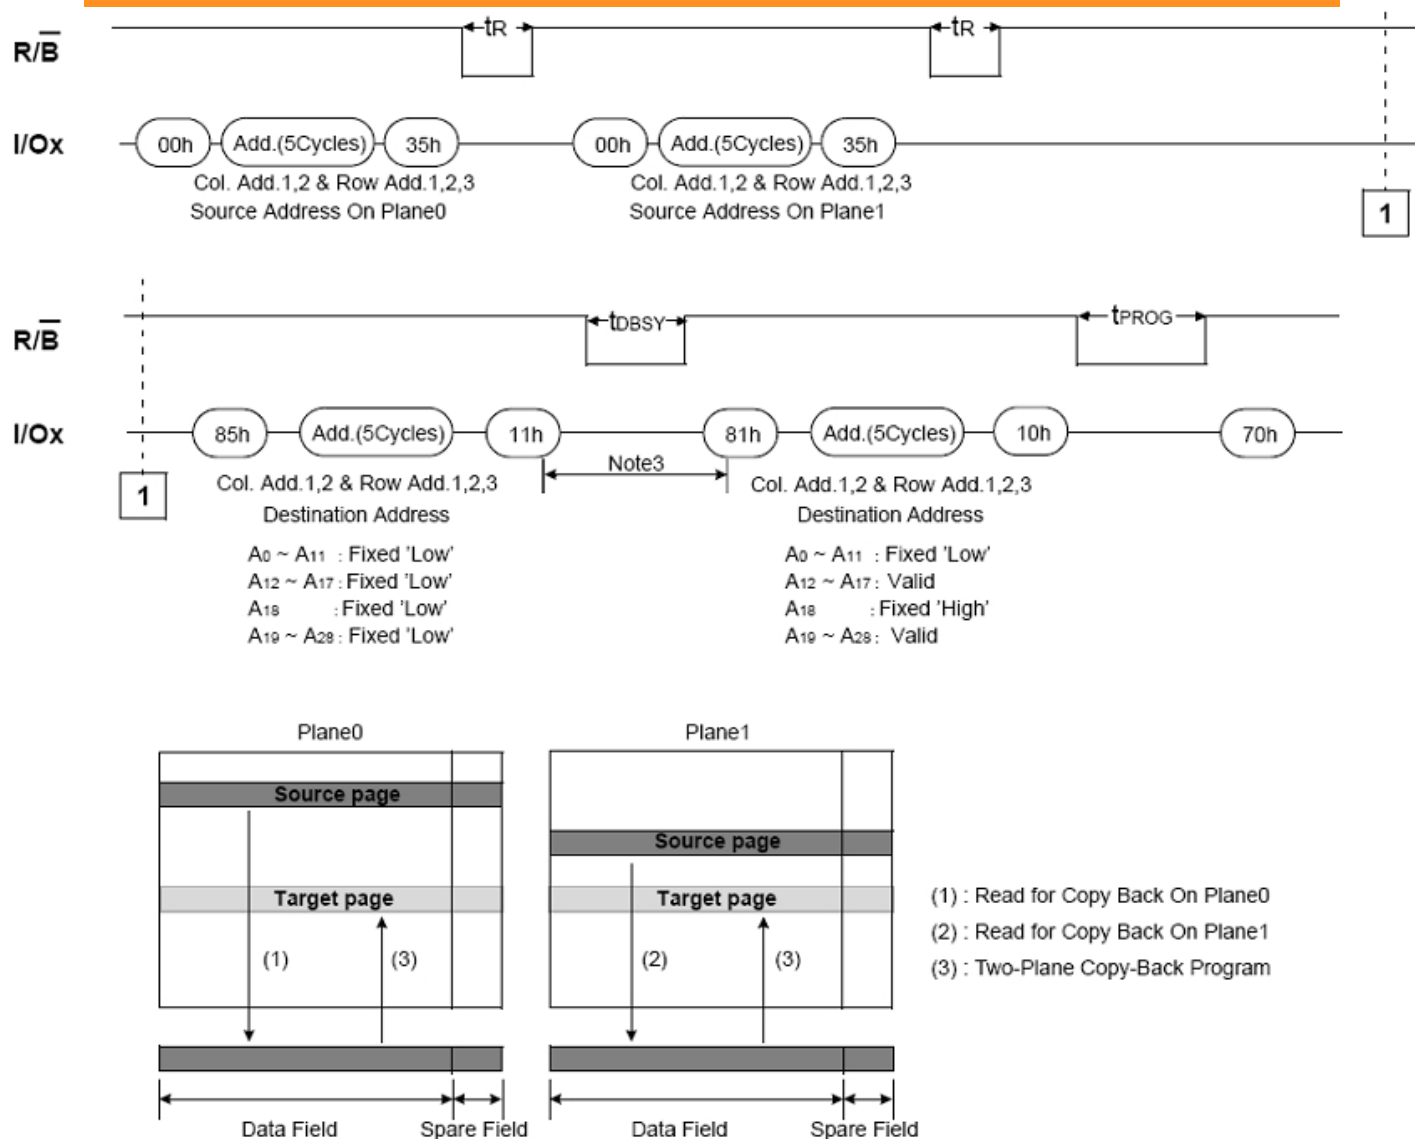 R/B tR tR
I/Ox 00h Add.(5Cycles) 35h 00h Add.(5Cycles) 35h
Col. Add.1,2 & Row Add.1,2,3 Col. Add.1,2 & Row Add.1,2,3
Source Address On Plane0 Source Address On Plane1
1
R/B tDBSY tPROG
I/Ox 85h Add.(5Cycles) 11h 81h Add.(5Cycles) 10h 70h
Note3
1
Col. Add.1,2 & Row Add.1,2,3 Col. Add.1,2 & Row Add.1,2,3
Destination Address Destination Address
A0 ~ A11 : Fixed 'Low' A0 ~ A11 : Fixed 'Low'
A12 ~ A17 : Fixed 'Low' A12 ~ A17 : Valid
A18 : Fixed 'Low' A18 : Fixed 'High'
A19 ~ A28 : Fixed 'Low' A19 ~ A28 : Valid
Plane0 Plane1
Source page
Source page
Target page Target page
(1) : Read for Copy Back On Plane0
(2) : Read for Copy Back On Plane1
(1) (3) (2) (3)
(3) : Two-Plane Copy-Back Program
Data Field Spare Field Data Field Spare Field